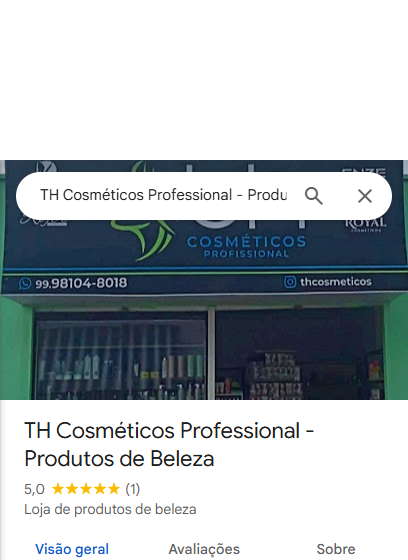 TH Cosméticos Professional - Produ
COSMÉTICOS
PROFISSIONAL
ROYAL
99.98104-8018
thcosmeticos
TH Cosméticos Professional -
Produtos de Beleza
5,0 ★★★★★ (1)
Loja de produtos de beleza
Visão geral
Avaliações
Sobre